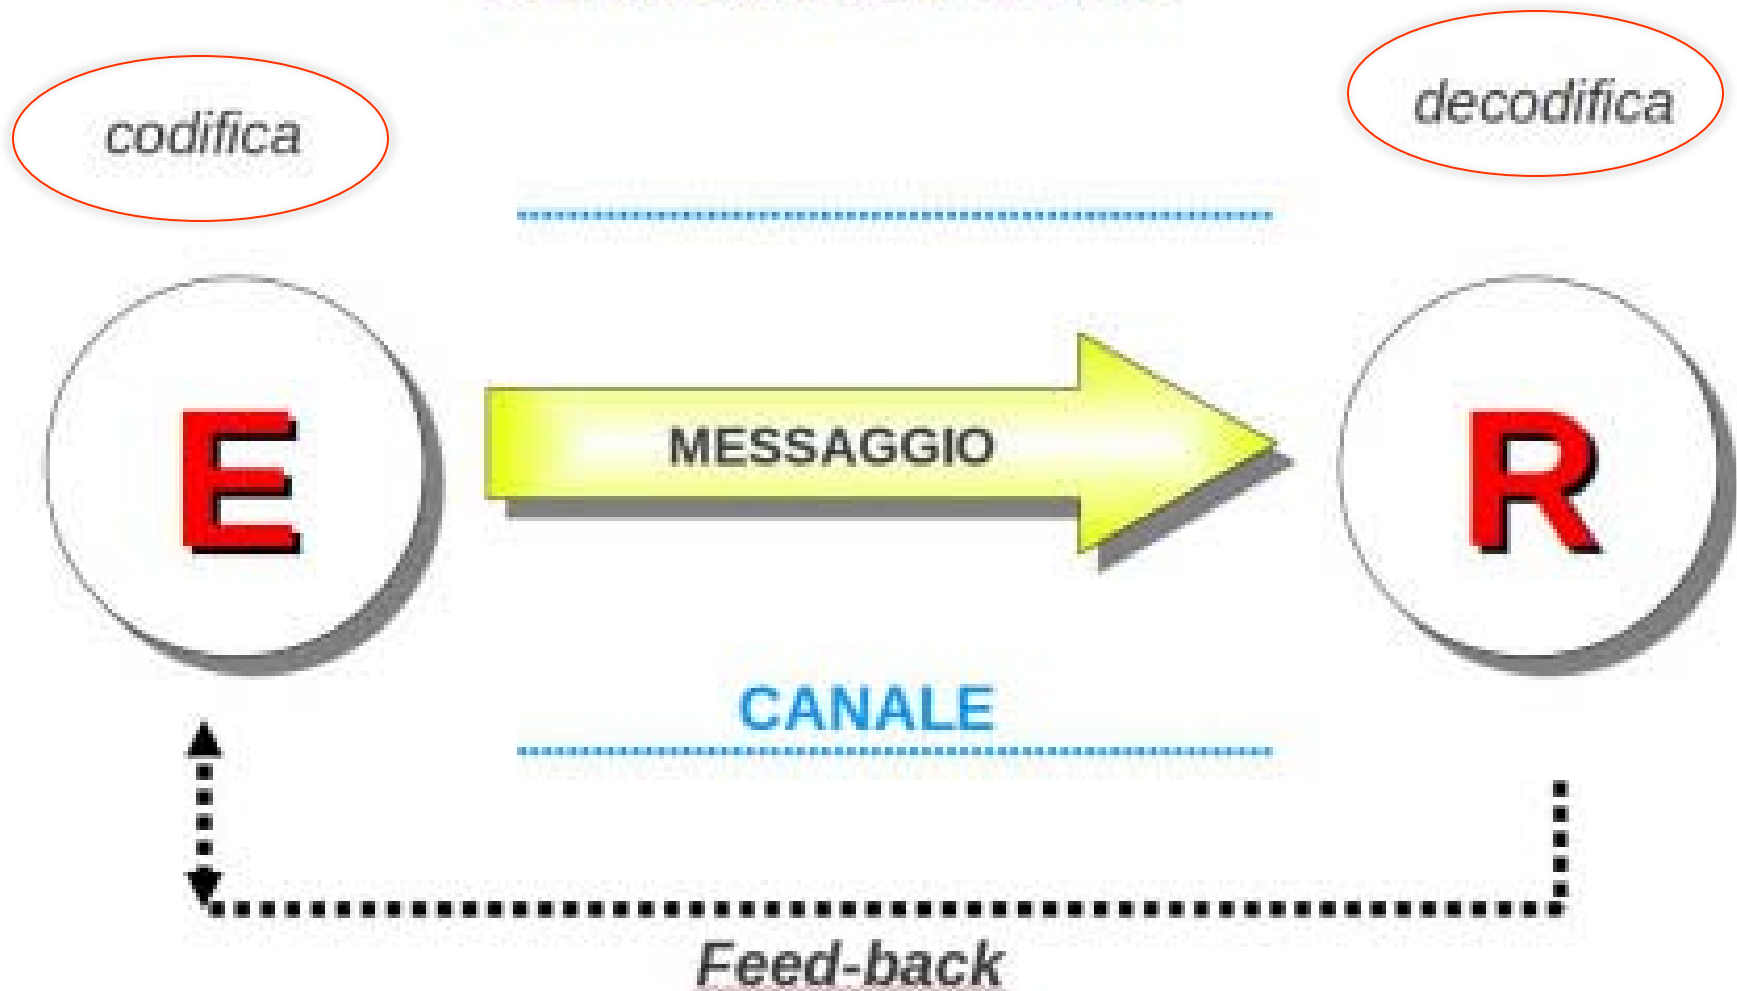 codifica
decodifica
E
MESSAGGIO
R
CANALE
Feed-back